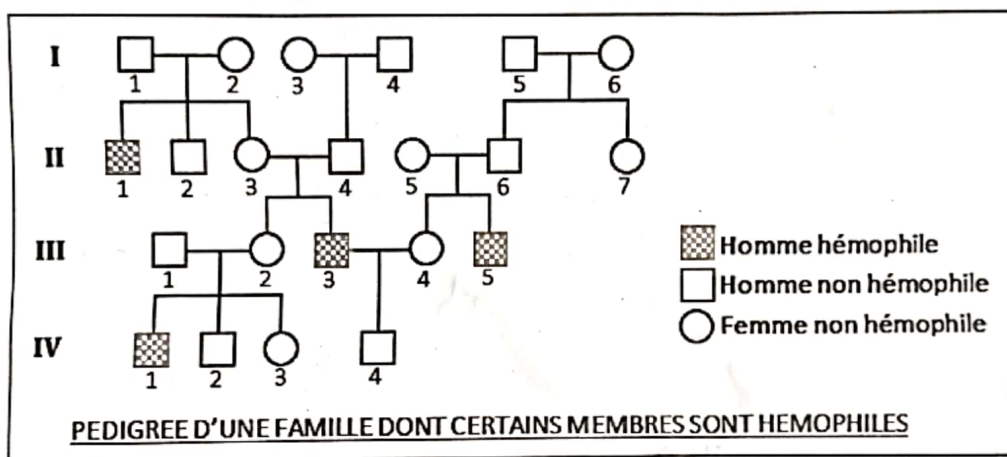 I 1 2 3 4 5 6
II 1 2 3 4 5 6 7
III 1 2 3 4 5
IV 1 2 3 4
Homme hémophile
Homme non hémophile
Femme non hémophile
PEDIGREE D'UNE FAMILLE DONT CERTAINS MEMBRES SONT HEMOPHILES